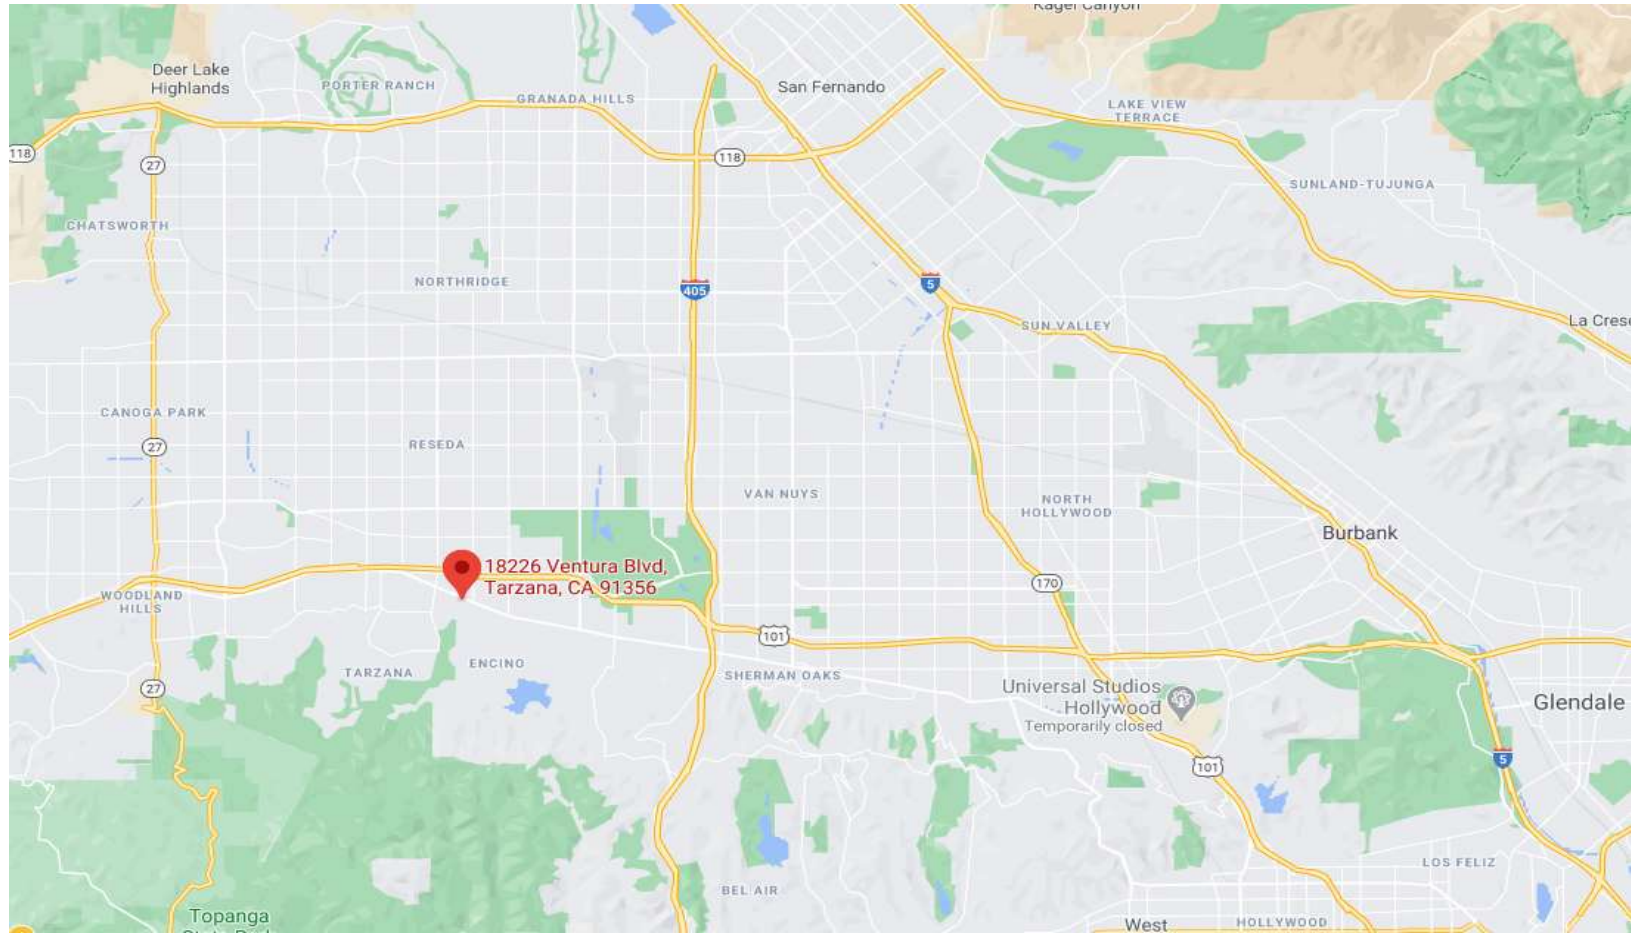 Kagel Canyon
Deer Lake
Highlands
PORTER RANCH
GRANADA HILLS
San Fernando
LAKE VIEW
TERRACE
118
27
118
SUNLAND-TUJUNGA
CHATSWORTH
NORTHRIDGE
405
5
SUN VALLEY
La Cresc
CANOGA PARK
27
RESEDA
VAN NUYS
NORTH
HOLLYWOOD
Burbank
18226 Ventura Blvd,
Tarzana, CA 91356
170
WOODLAND
HILLS
101
TARZANA
ENCINO
SHERMAN OAKS
27
Universal Studios
Hollywood
Temporarily closed
Glendale
101
5
LOS FELIZ
BEL AIR
Topanga
State Park
West
HOLLYWOOD